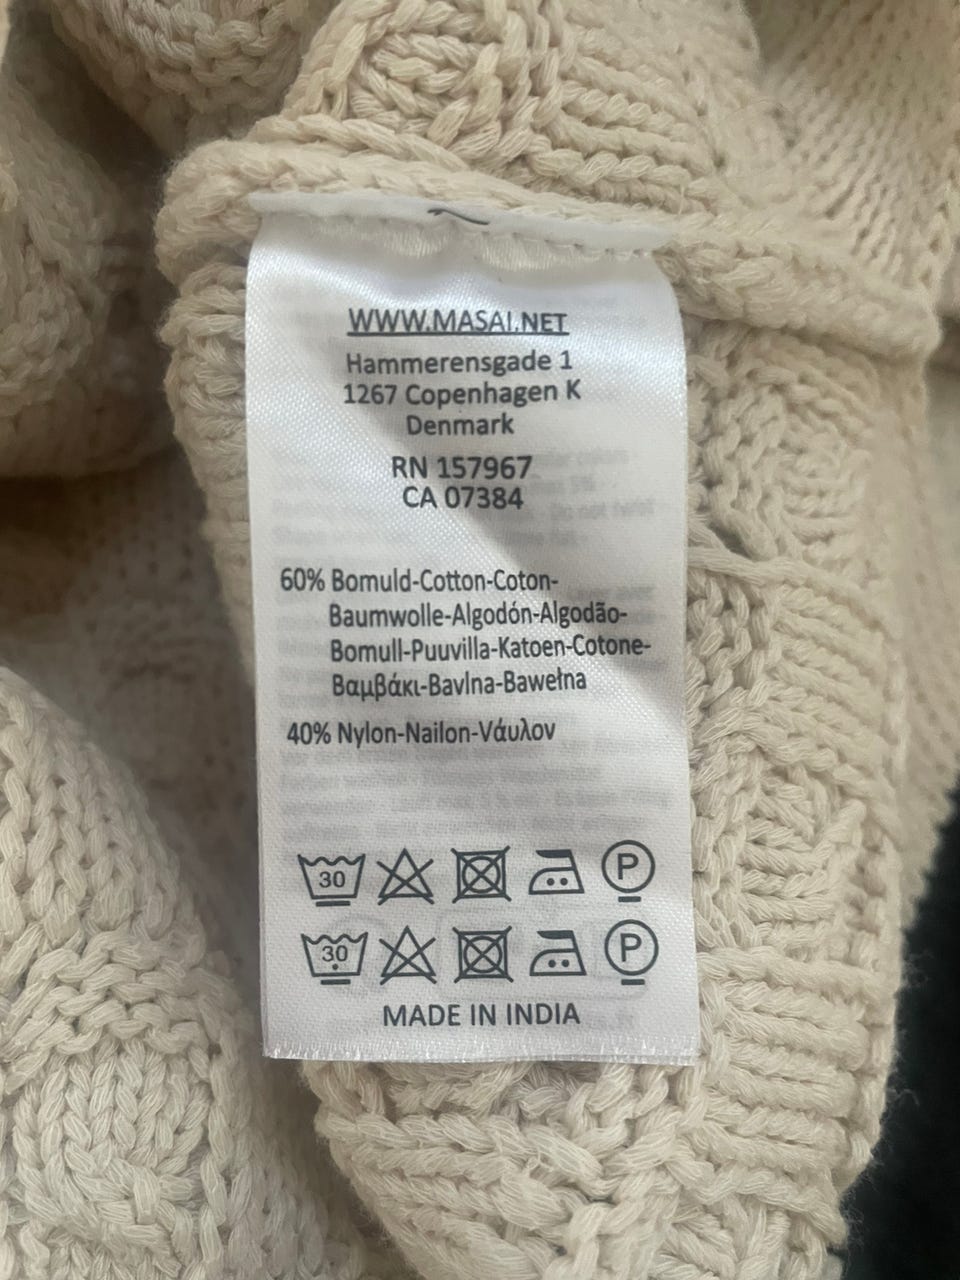 WWW.MASAI.NET
Hammerensgade 1
1267 Copenhagen K
Denmark
RN 157967
CA 07384
60% Bomuld-Cotton-Coton-
Baumwolle-Algodón-Algodão-
Bomull-Puuvilla-Katoen-Cotone-
Βαμβάκι-Bavlna-Bawełna
40% Nylon-Nailon-Νάυλον
30 P
30 P
MADE IN INDIA